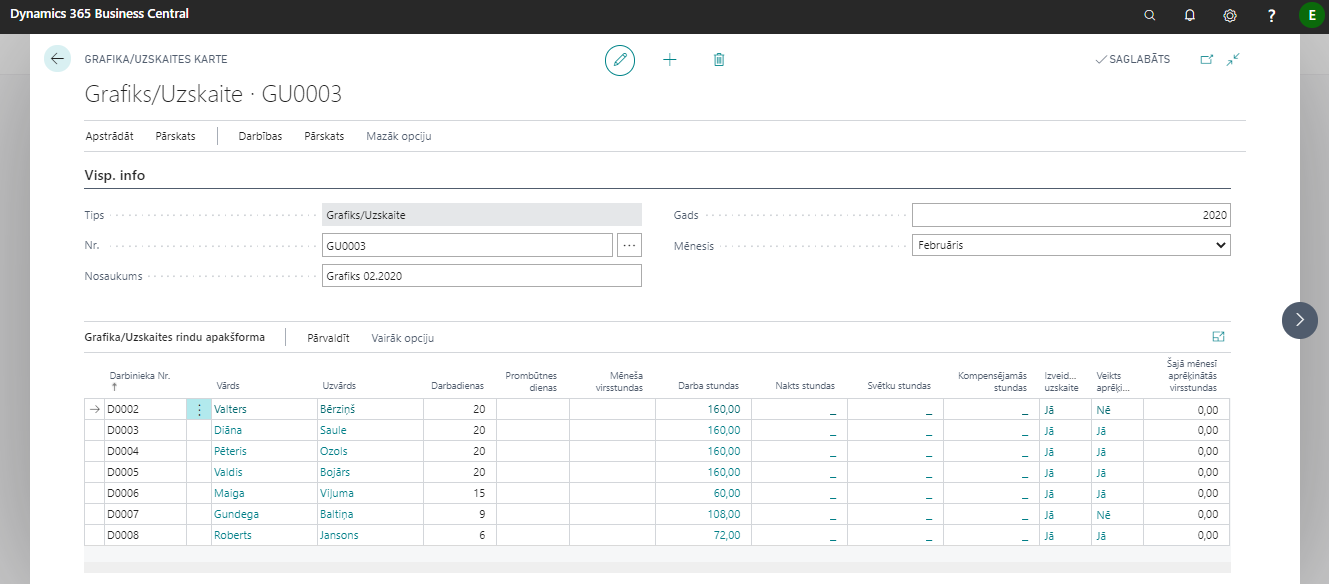 Dynamics 365 Business Central
?
E
GRAFIKA/UZSKAITES KARTE
SAGLABĀTS
Grafiks/Uzskaite · GU0003
Apstrādāt Pārskats Darbības Pārskats Mazāk opciju
Visp. info
Tips Grafiks/Uzskaite
Gads 2020
Nr. GU0003 ...
Mēnesis Februāris
Nosaukums Grafiks 02.2020
Grafika/Uzskaites rindu apakšforma Pārvaldīt Vairāk opciju
Darbinieka Nr. ↑ Vārds Uzvārds Darbadienas Prombūtnes dienas Mēneša virsstundas Darba stundas Nakts stundas Svētku stundas Kompensējamās stundas Izveid... uzskaite Veikts aprēķi... Šajā mēnesī aprēķinātās virsstundas
→ D0002 ⋮ Valters Bērziņš 20 160,00 _ _ _ Jā Nē 0,00
D0003 Diāna Saule 20 160,00 _ _ _ Jā Jā 0,00
D0004 Pēteris Ozols 20 160,00 _ _ _ Jā Jā 0,00
D0005 Valdis Bojārs 20 160,00 _ _ _ Jā Jā 0,00
D0006 Maiga Viļuma 15 60,00 _ _ _ Jā Jā 0,00
D0007 Gundega Baltiņa 9 108,00 _ _ _ Jā Nē 0,00
D0008 Roberts Jansons 6 72,00 _ _ _ Jā Jā 0,00